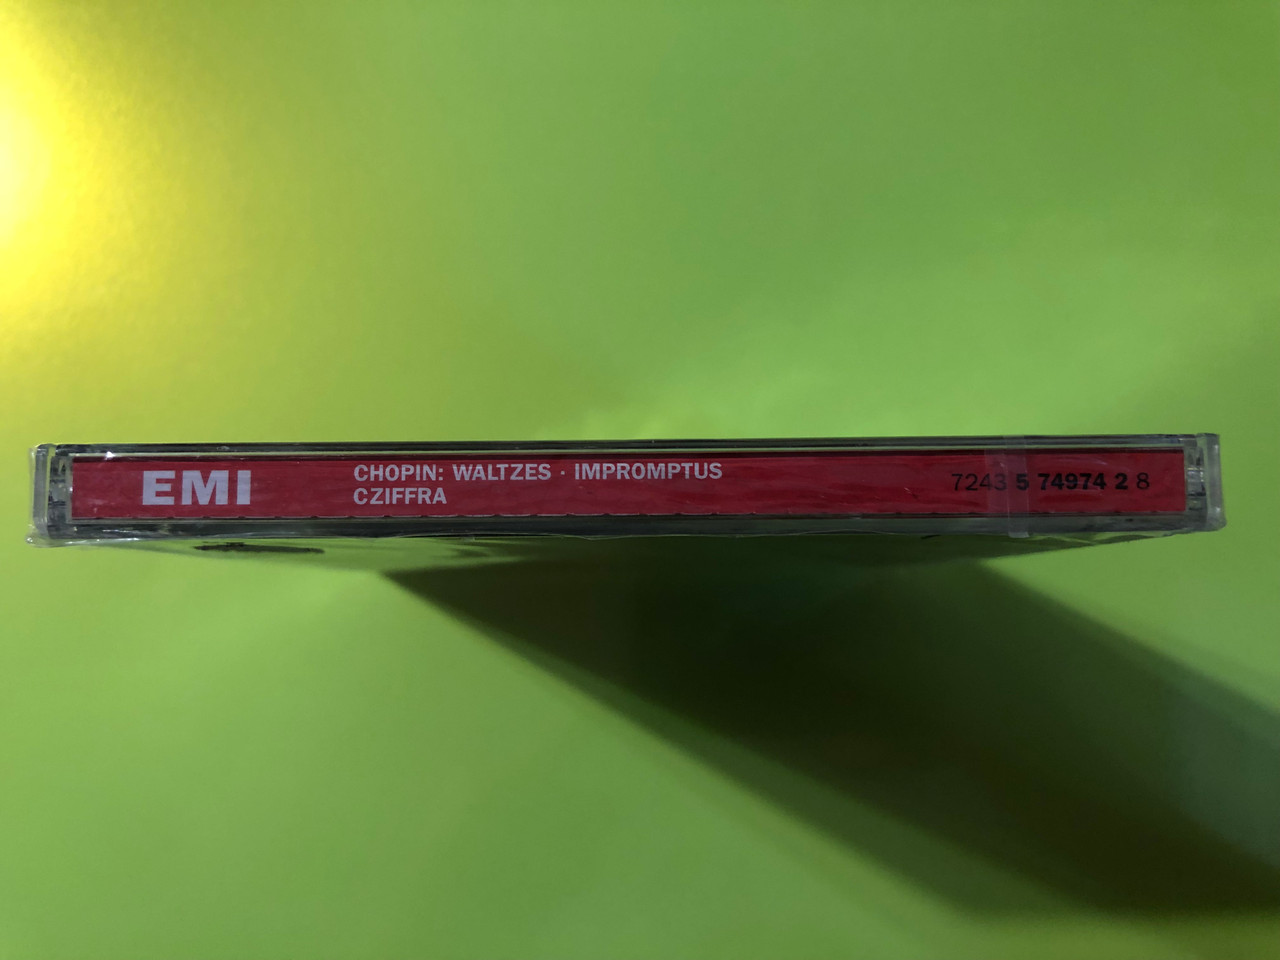 EMI
CHOPIN: WALTZES · IMPROMPTUS
CZIFFRA
7243 5 74974 2 8